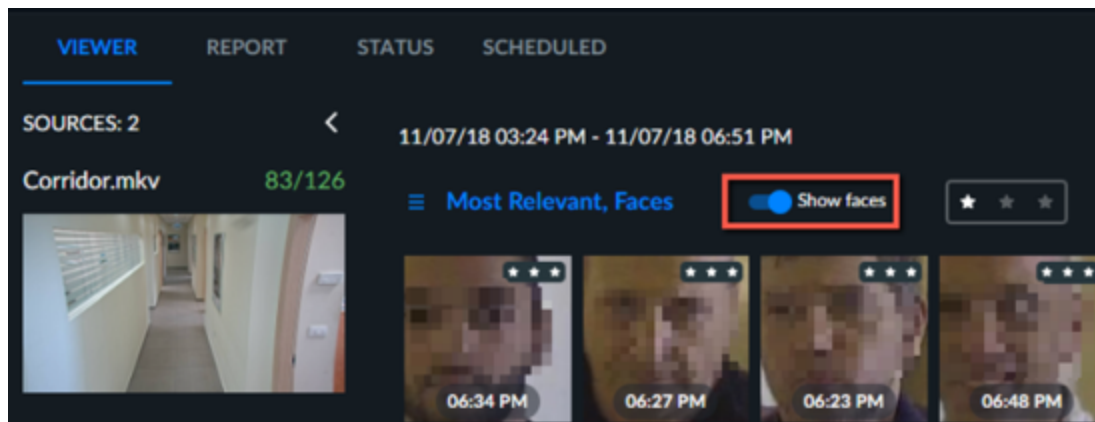 VIEWER REPORT STATUS SCHEDULED
SOURCES: 2
11/07/18 03:24 PM - 11/07/18 06:51 PM
Corridor.mkv 83/126
Most Relevant, Faces Show faces
06:34 PM 06:27 PM 06:23 PM 06:48 PM